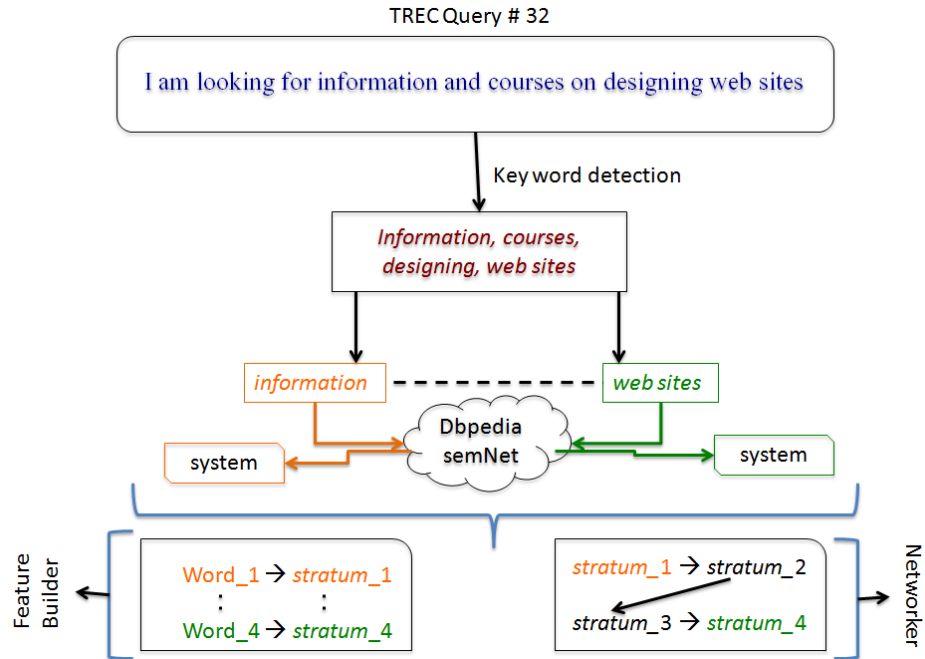 TREC Query # 32
I am looking for information and courses on designing web sites
Key word detection
Information, courses,
designing, web sites
information
web sites
Dbpedia
semNet
system
system
Feature
Builder
Word_1 → stratum_1
: :
Word_4 → stratum_4
stratum_1 → stratum_2
stratum_3 → stratum_4
Networker